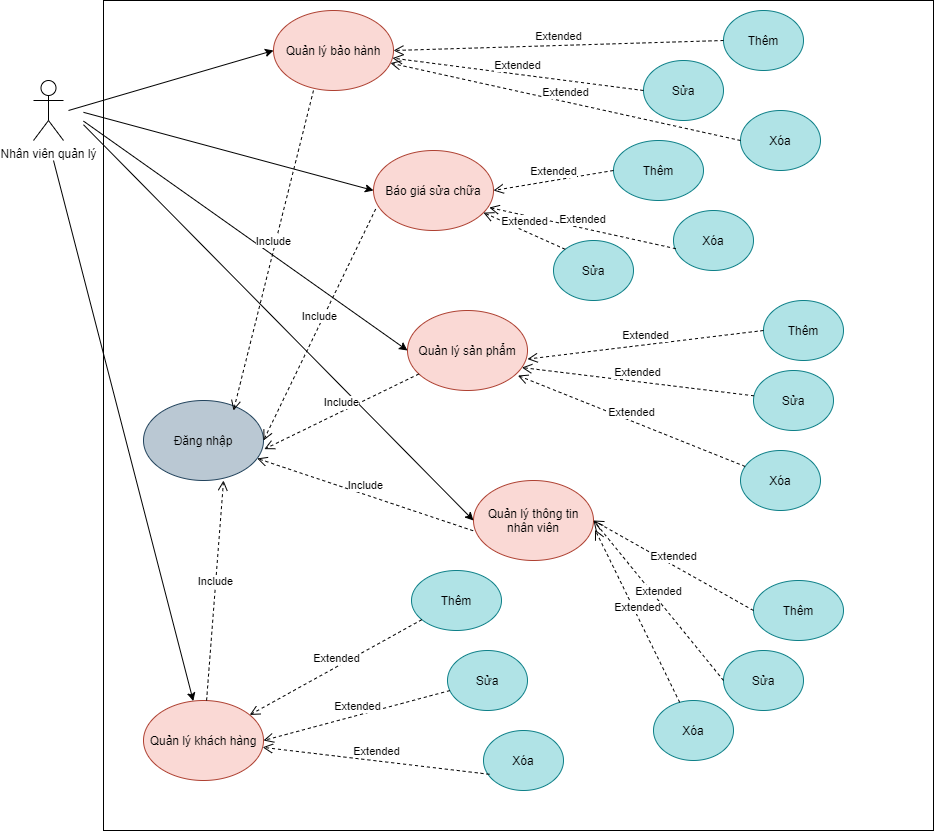 Quản lý bảo hành
Extended
Thêm
Extended
Sửa
Extended
Xóa
Nhân viên quản lý
Báo giá sửa chữa
Extended
Thêm
Extended
Xóa
Extended
Sửa
Include
Include
Quản lý sản phẩm
Extended
Thêm
Extended
Sửa
Extended
Xóa
Include
Đăng nhập
Include
Quản lý thông tin
nhân viên
Extended
Thêm
Extended
Sửa
Extended
Xóa
Include
Thêm
Extended
Sửa
Extended
Quản lý khách hàng
Extended
Xóa